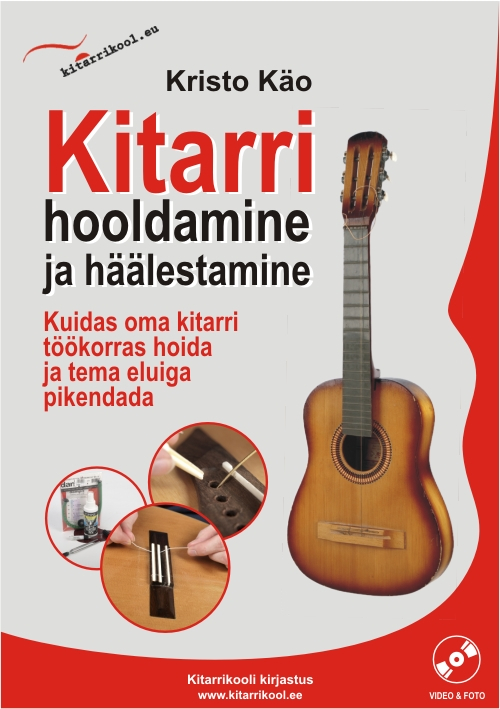 kitarrikool.eu
Kristo Käo
Kitarri
hooldamine
ja häälestamine
Kuidas oma kitarri
töökorras hoida
ja tema eluiga
pikendada
Kitarrikooli kirjastus
www.kitarrikool.ee
VIDEO & FOTO